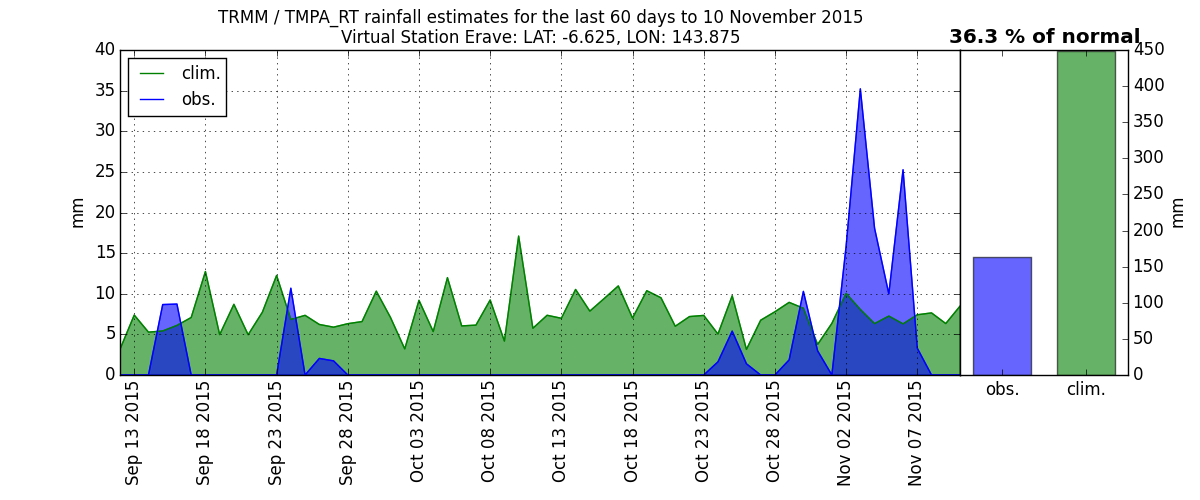 TRMM / TMPA_RT rainfall estimates for the last 60 days to 10 November 2015
Virtual Station Erave: LAT: -6.625, LON: 143.875
36.3 % of normal
clim.
obs.
mm
40
35
30
25
20
15
10
5
0
Sep 13 2015
Sep 18 2015
Sep 23 2015
Sep 28 2015
Oct 03 2015
Oct 08 2015
Oct 13 2015
Oct 18 2015
Oct 23 2015
Oct 28 2015
Nov 02 2015
Nov 07 2015
450
400
350
300
250
200
150
100
50
0
mm
obs.
clim.